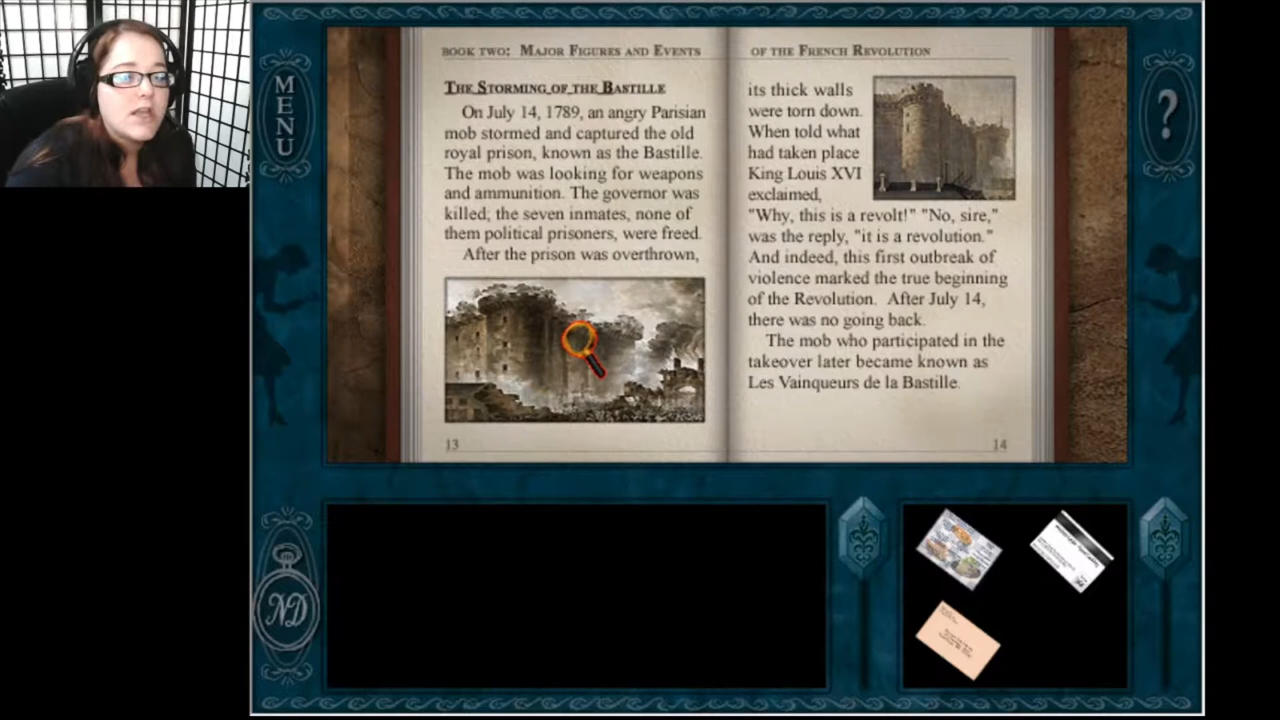 MENU
BOOK TWO: MAJOR FIGURES AND EVENTS
THE STORMING OF THE BASTILLE
On July 14, 1789, an angry Parisian
mob stormed and captured the old
royal prison, known as the Bastille.
The mob was looking for weapons
and ammunition. The governor was
killed; the seven inmates, none of
them political prisoners, were freed.
After the prison was overthrown,
13
OF THE FRENCH REVOLUTION
its thick walls
were torn down.
When told what
had taken place
King Louis XVI
exclaimed,
"Why, this is a revolt!" "No, sire,"
was the reply, "it is a revolution."
And indeed, this first outbreak of
violence marked the true beginning
of the Revolution. After July 14,
there was no going back.
The mob who participated in the
takeover later became known as
Les Vainqueurs de la Bastille.
14
?
ND